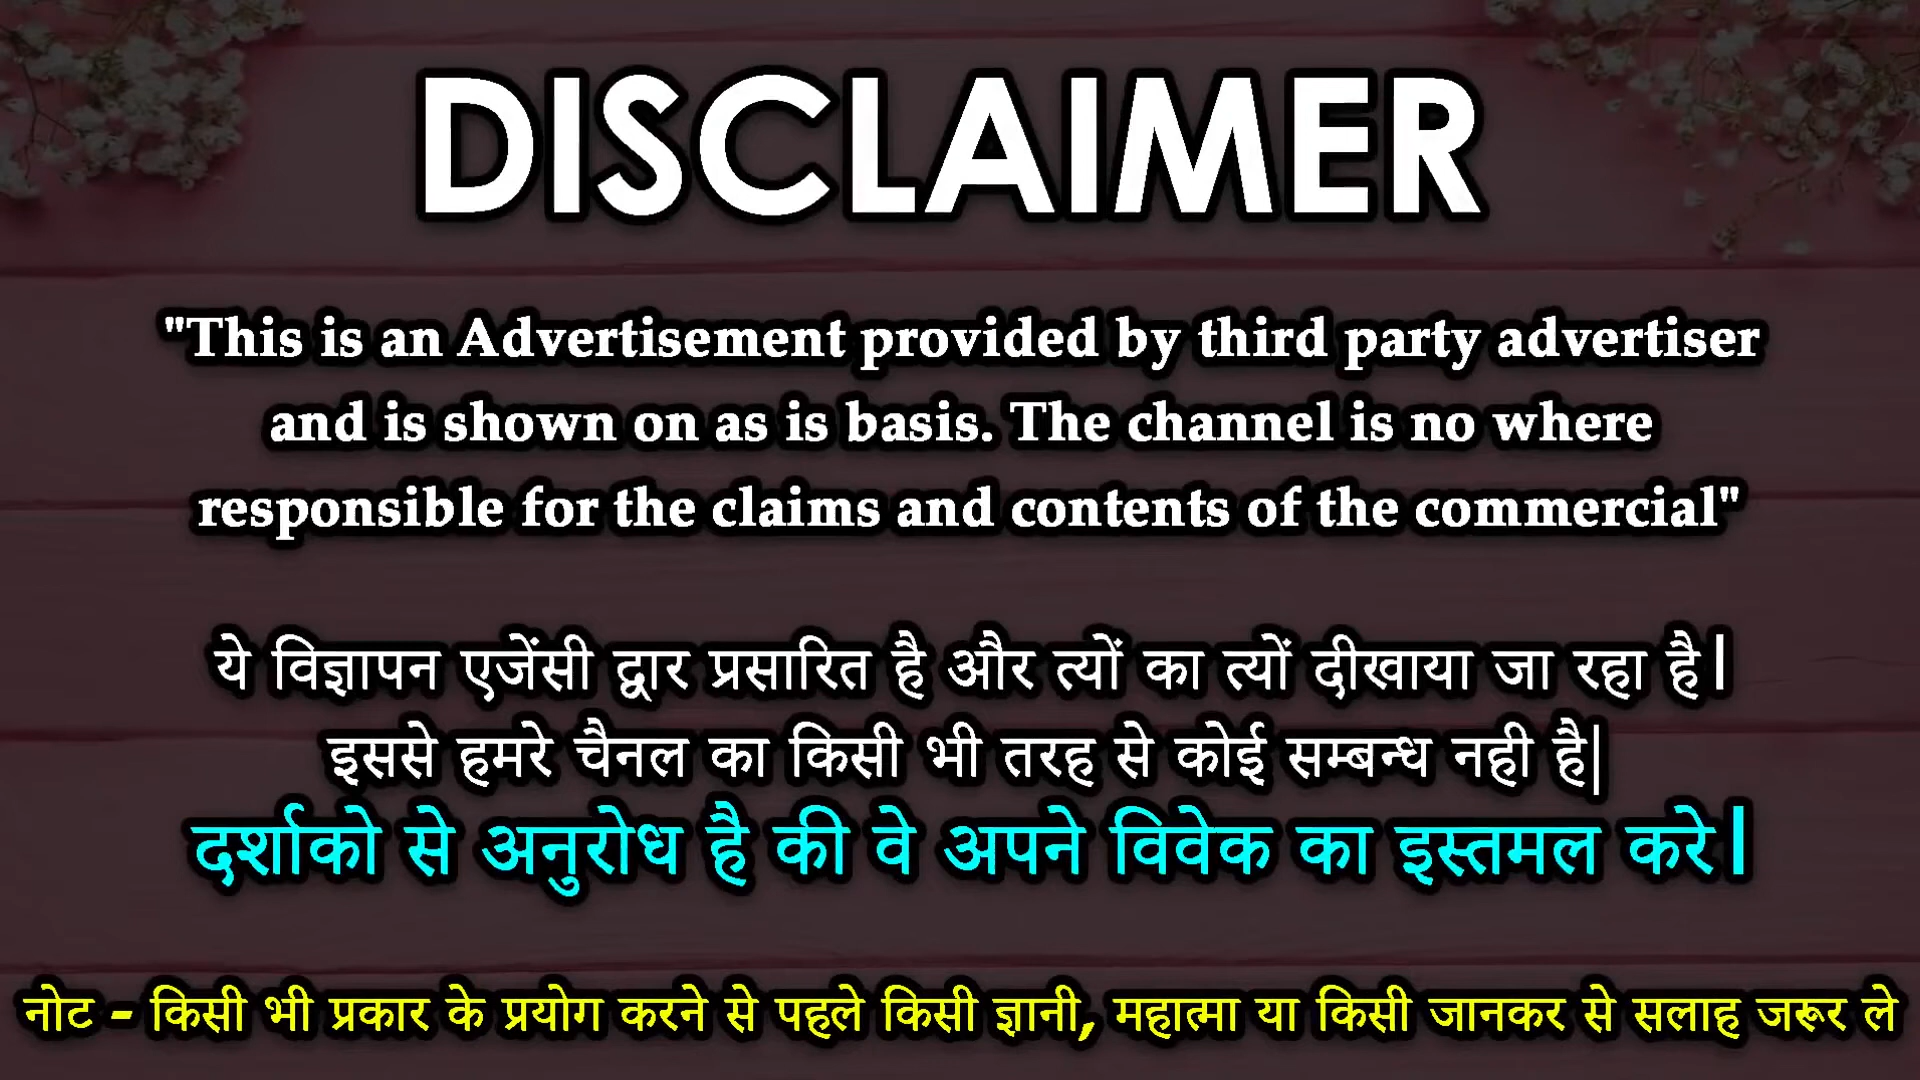 DISCLAIMER
"This is an Advertisement provided by third party advertiser
and is shown on as is basis. The channel is no where
responsible for the claims and contents of the commercial"
ये विज्ञापन एजेंसी द्वार प्रसारित है और त्यों का त्यों दीखाया जा रहा है।
इससे हमरे चैनल का किसी भी तरह से कोई सम्बन्ध नही है|
दर्शाको से अनुरोध है की वे अपने विवेक का इस्तमल करे।
नोट - किसी भी प्रकार के प्रयोग करने से पहले किसी ज्ञानी, महात्मा या किसी जानकर से सलाह जरूर ले